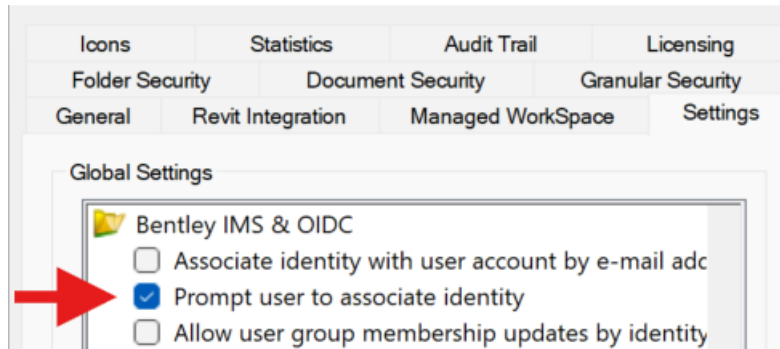 Icons Statistics Audit Trail Licensing
Folder Security Document Security Granular Security
General Revit Integration Managed WorkSpace Settings
Global Settings
Bentley IMS & OIDC
Associate identity with user account by e-mail adc
Prompt user to associate identity
Allow user group membership updates by identity